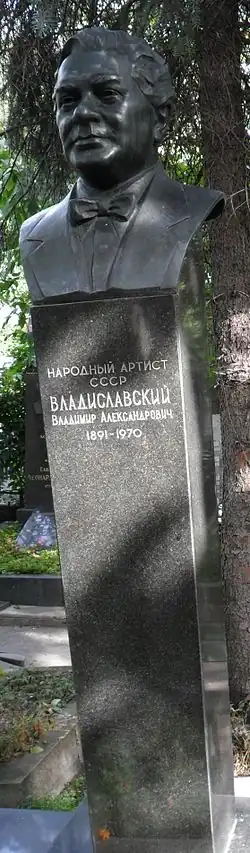 НАРОДНЫЙ АРТИСТ
СССР
ВЛАДИСЛАВСКИЙ
ВЛАДИМИР АЛЕКСАНДРОВИЧ
1891-1970